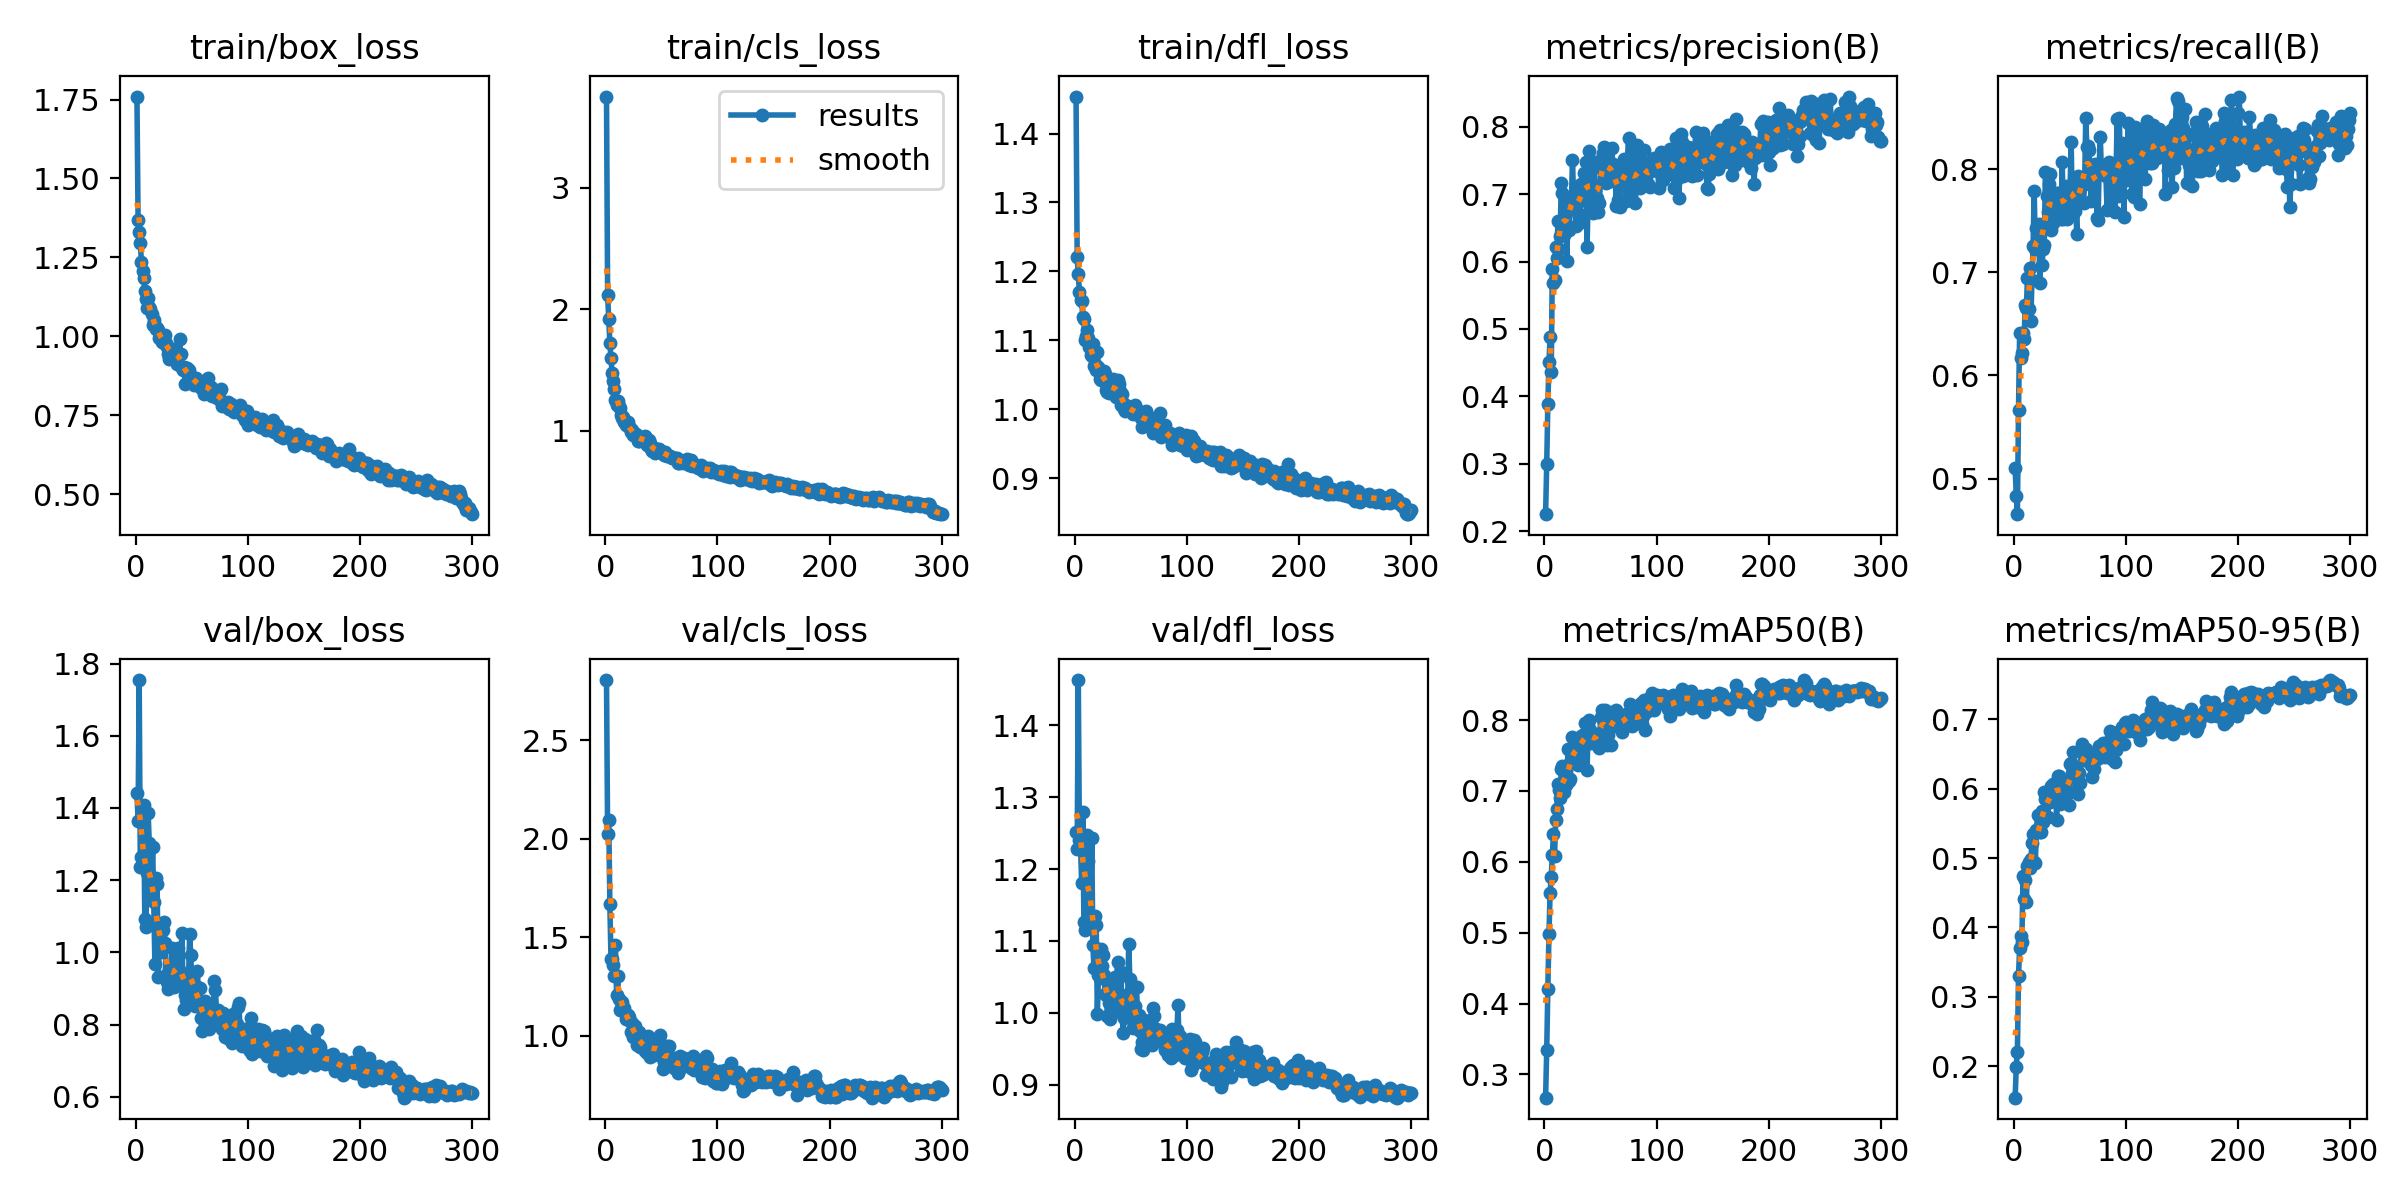 train/box_loss
1.75
1.50
1.25
1.00
0.75
0.50
0 100 200 300
train/cls_loss
results
smooth
3
2
1
0 100 200 300
train/dfl_loss
1.4
1.3
1.2
1.1
1.0
0.9
0 100 200 300
metrics/precision(B)
0.8
0.7
0.6
0.5
0.4
0.3
0.2
0 100 200 300
metrics/recall(B)
0.8
0.7
0.6
0.5
0 100 200 300
val/box_loss
1.8
1.6
1.4
1.2
1.0
0.8
0.6
0 100 200 300
val/cls_loss
2.5
2.0
1.5
1.0
0 100 200 300
val/dfl_loss
1.4
1.3
1.2
1.1
1.0
0.9
0 100 200 300
metrics/mAP50(B)
0.8
0.7
0.6
0.5
0.4
0.3
0 100 200 300
metrics/mAP50-95(B)
0.7
0.6
0.5
0.4
0.3
0.2
0 100 200 300